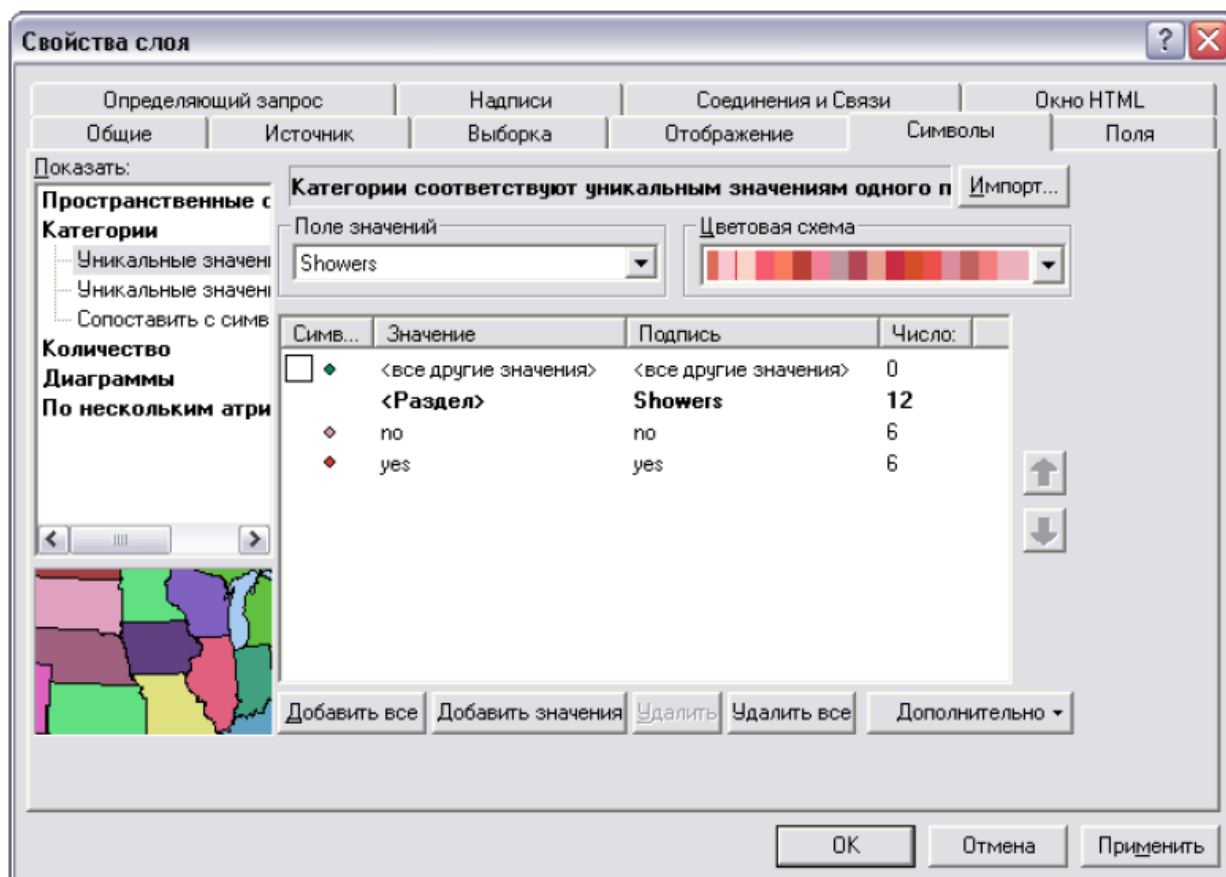 Свойства слоя
Определяющий запрос Надписи Соединения и Связи Окно HTML
Общие Источник Выборка Отображение Символы Поля
Показать:
Пространственные с
Категории
Уникальные значени
Уникальные значени
Сопоставить с симв
Количество
Диаграммы
По нескольким атри
Категории соответствуют уникальным значениям одного п Импорт...
Поле значений
Showers
Цветовая схема
Симв... Значение Подпись Число:
<все другие значения> <все другие значения> 0
<Раздел> Showers 12
no no 6
yes yes 6
Добавить все Добавить значения Удалить Удалить все Дополнительно
OK Отмена Применить